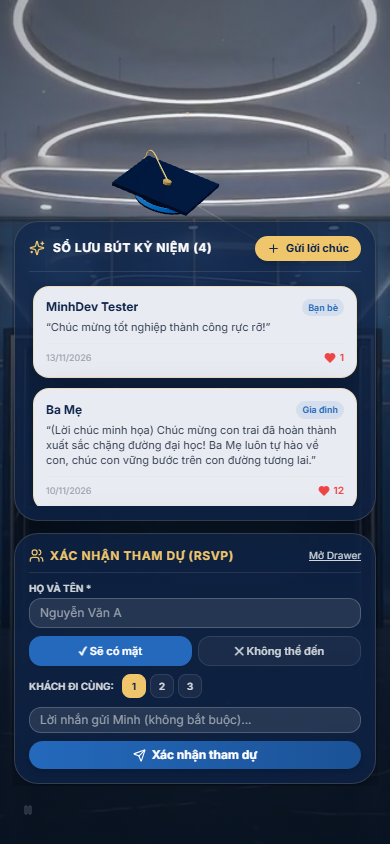 SỔ LƯU BÚT KỶ NIỆM (4)
+ Gửi lời chúc
MinhDev Tester
Bạn bè
“Chúc mừng tốt nghiệp thành công rực rỡ!”
13/11/2026
1
Ba Mẹ
Gia đình
“(Lời chúc minh họa) Chúc mừng con trai đã hoàn thành
xuất sắc chặng đường đại học! Ba Mẹ luôn tự hào về
con, chúc con vững bước trên con đường tương lai.”
10/11/2026
12
XÁC NHẬN THAM DỰ (RSVP)
Mở Drawer
HỌ VÀ TÊN *
Nguyễn Văn A
✓ Sẽ có mặt
✕ Không thể đến
KHÁCH ĐI CÙNG:
1
2
3
Lời nhắn gửi Minh (không bắt buộc)...
Xác nhận tham dự